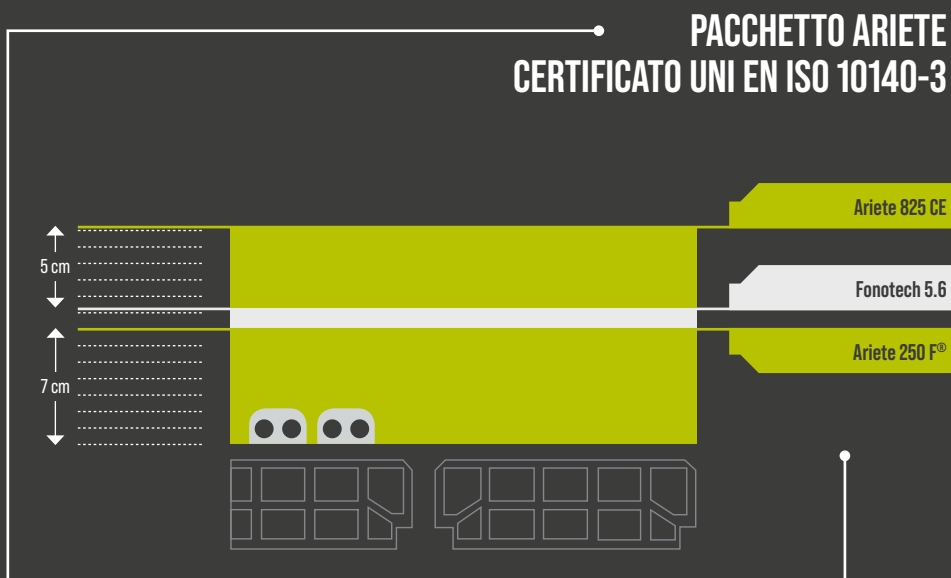 PACCHETTO ARIETE
CERTIFICATO UNI EN ISO 10140-3
Ariete 825 CE
5 cm
Fonotech 5.6
Ariete 250 F®
7 cm